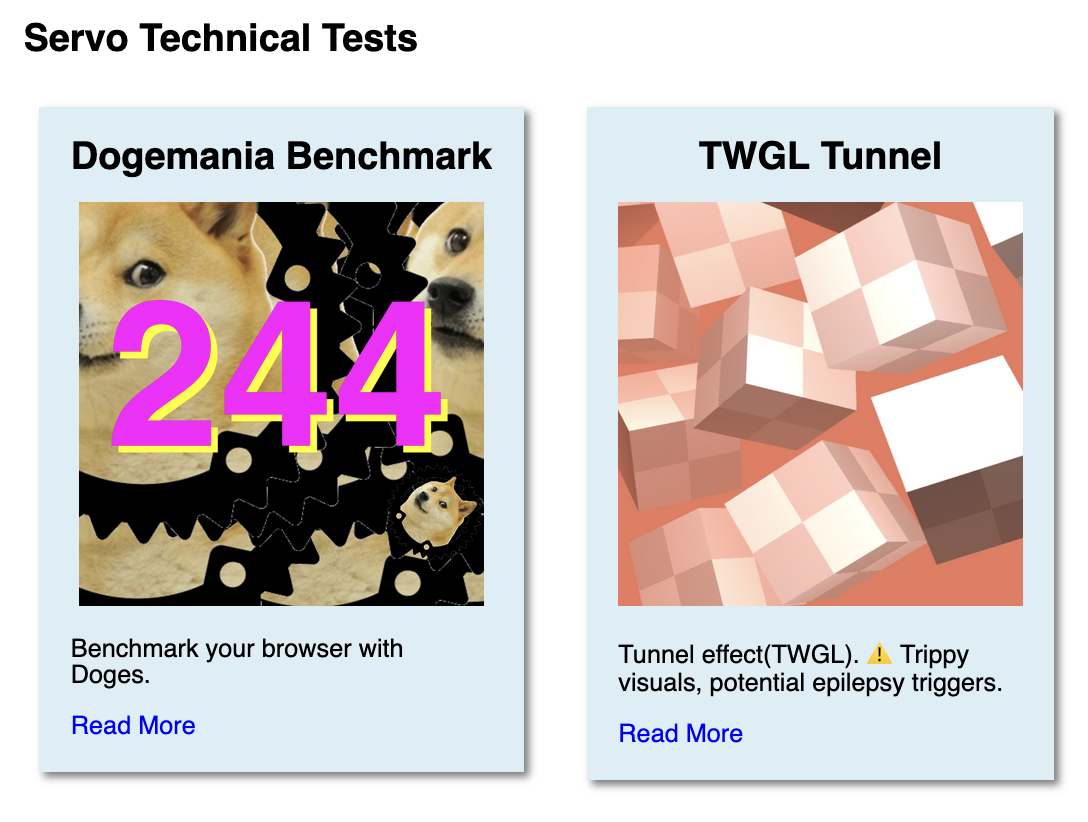 Servo Technical Tests
Dogemania Benchmark
244
Benchmark your browser with
Doges.
Read More
TWGL Tunnel
Tunnel effect(TWGL). ⚠️ Trippy
visuals, potential epilepsy triggers.
Read More